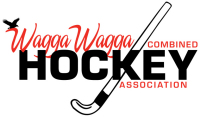 Wagga Wagga
COMBINED
HOCKEY
ASSOCIATION